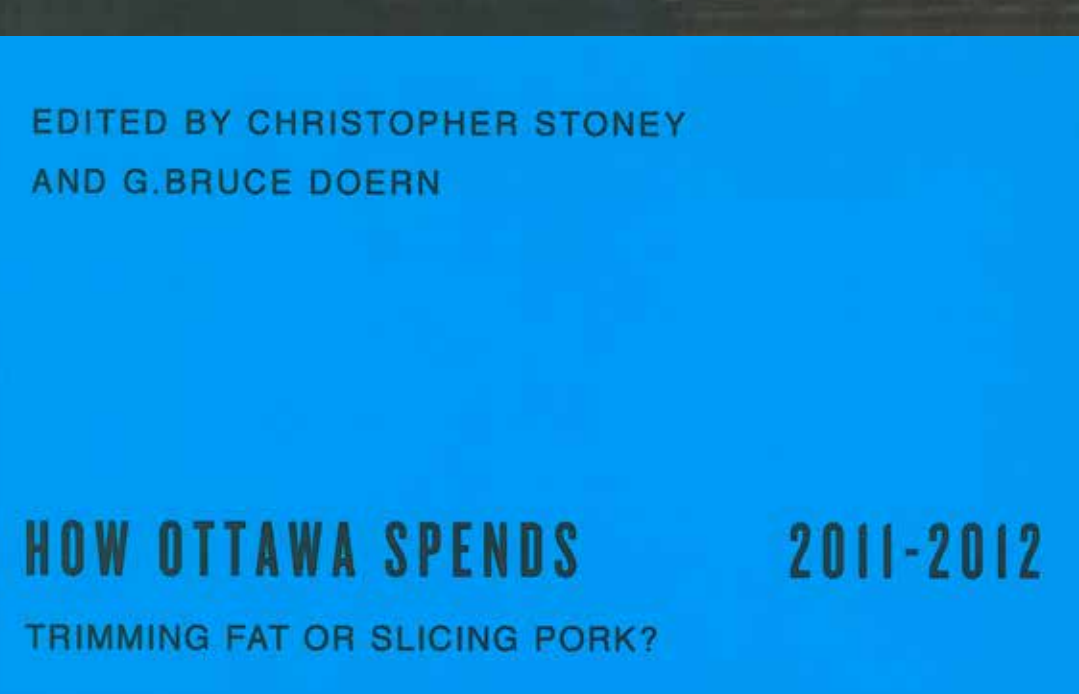 EDITED BY CHRISTOPHER STONEY
AND G.BRUCE DOERN
HOW OTTAWA SPENDS 2011-2012
TRIMMING FAT OR SLICING PORK?